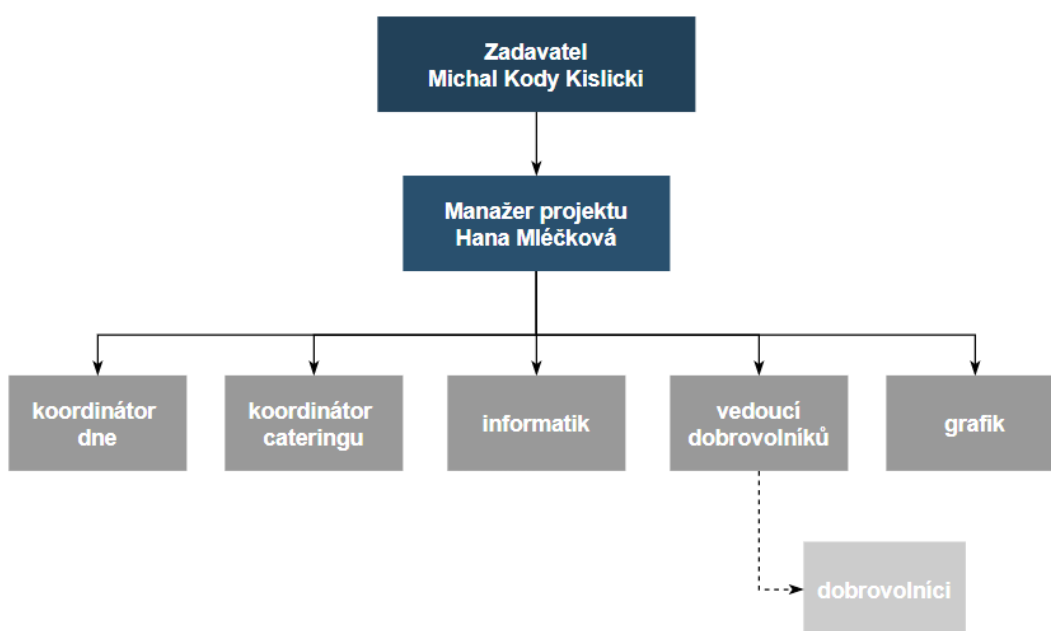 Zadavatel
Michal Kody Kislicki
Manažer projektu
Hana Mléčková
koordinátor
dne
koordinátor
cateringu
informatik
vedoucí
dobrovolníků
grafik
dobrovolníci